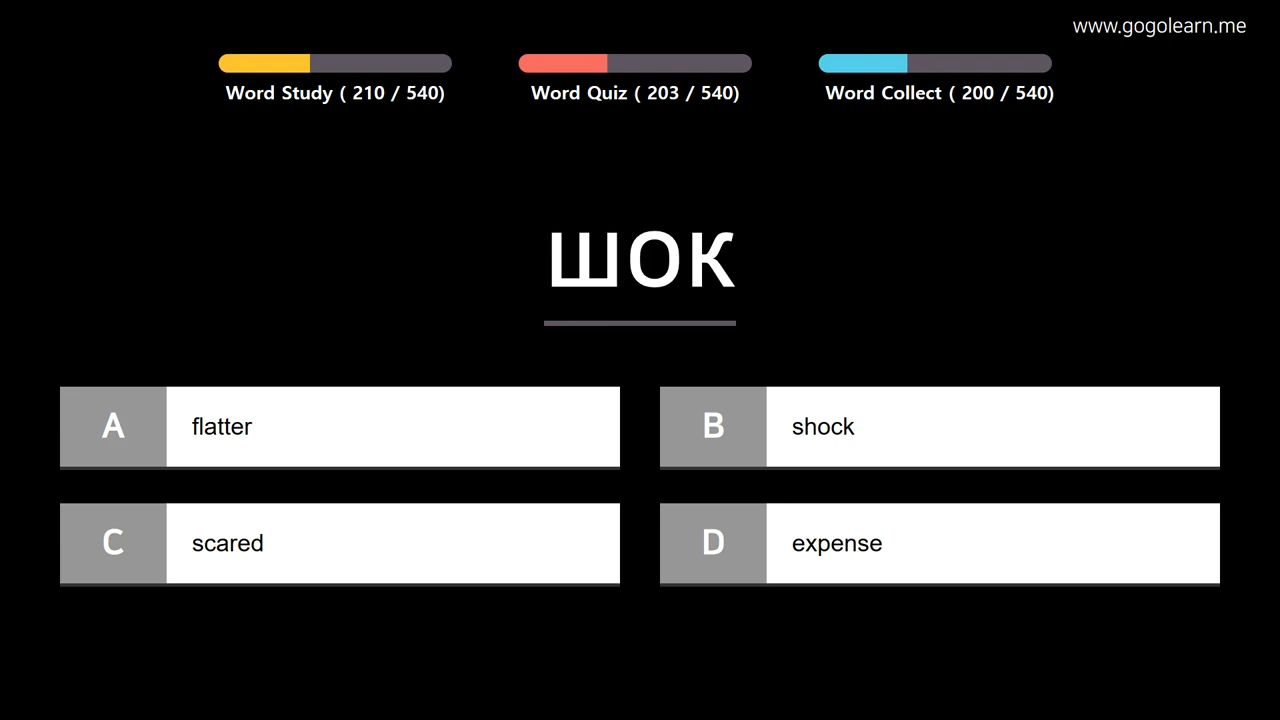 www.gogolearn.me
Word Study ( 210 / 540)
Word Quiz ( 203 / 540)
Word Collect ( 200 / 540)
шок
A flatter
B shock
C scared
D expense